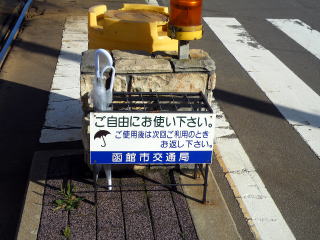 ご自由にお使い下さい。
ご使用後は次回ご利用のとき
お返し下さい。
函館市交通局